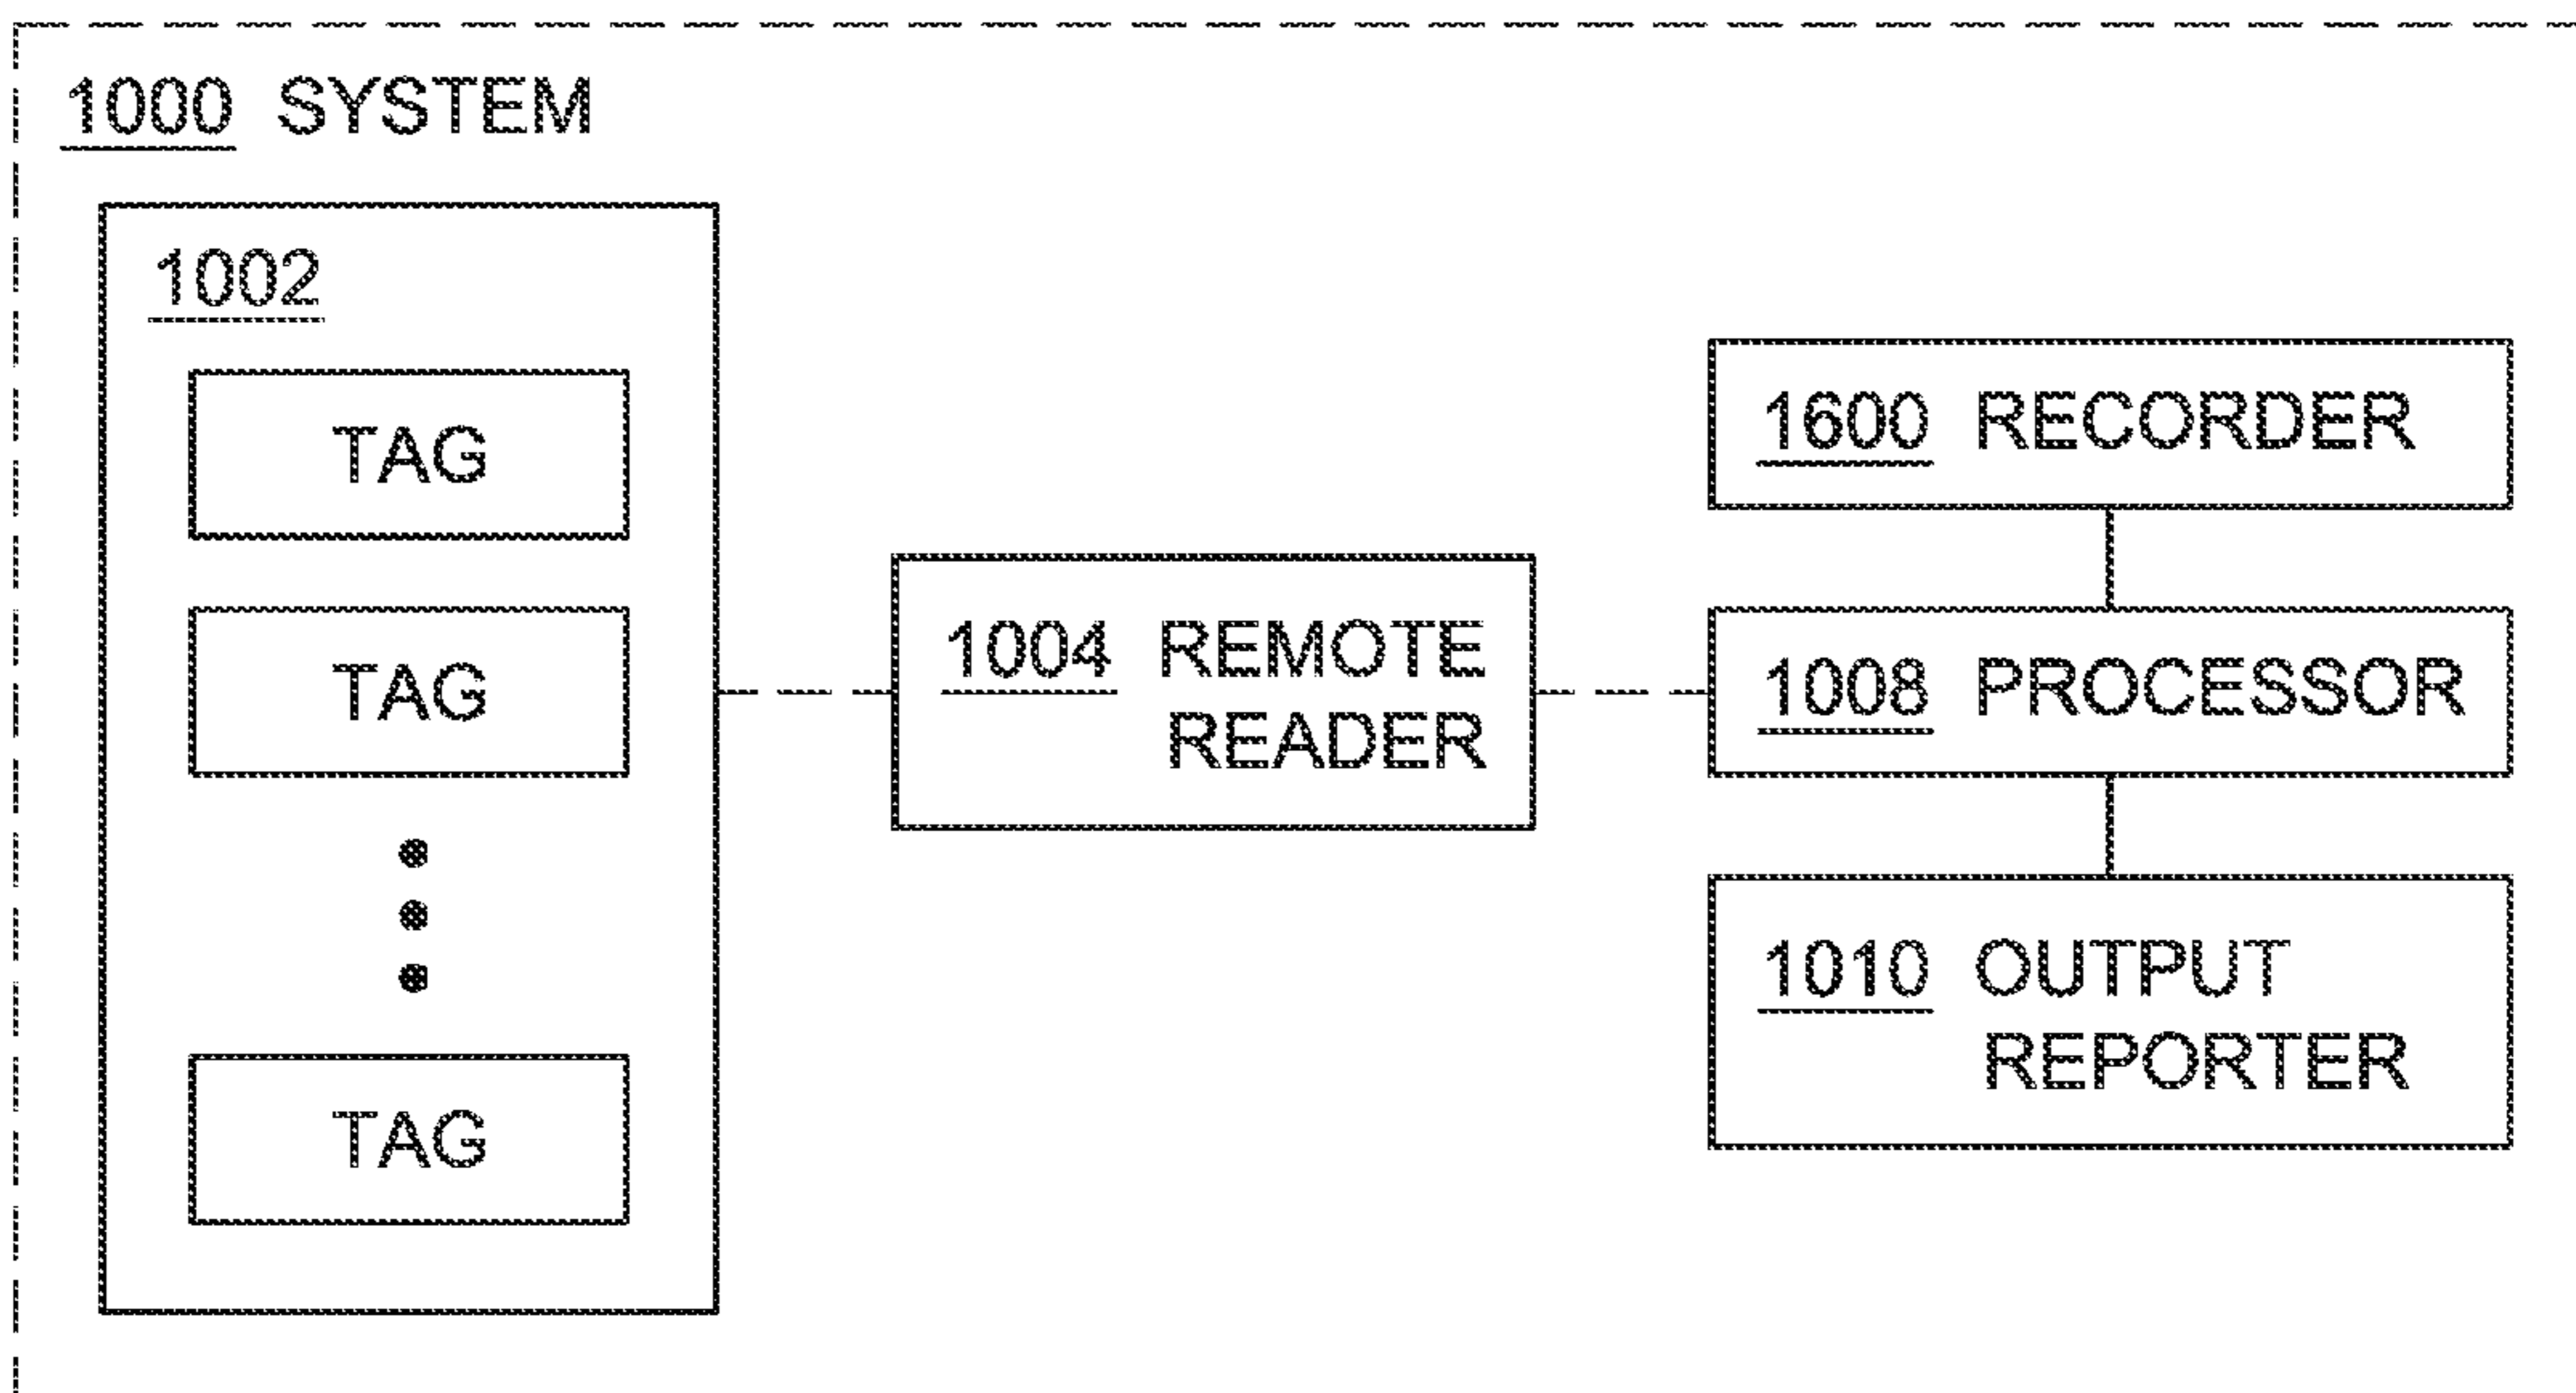 1000 SYSTEM
1002
TAG
TAG
TAG
1004 REMOTE
READER
1600 RECORDER
1008 PROCESSOR
1010 OUTPUT
REPORTER